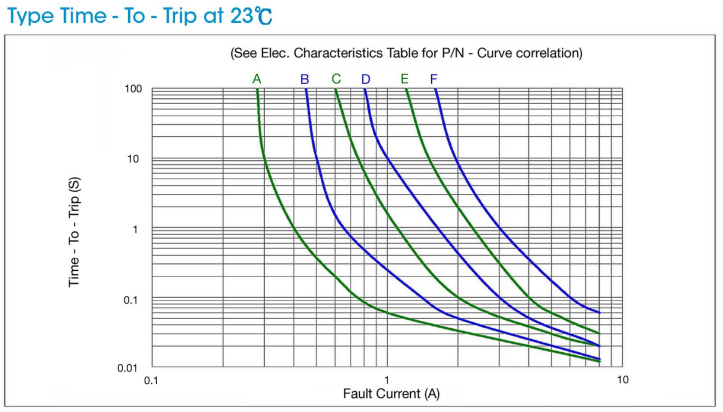 Type Time - To - Trip at 23℃
(See Elec. Characteristics Table for P/N - Curve correlation)
A B C D E F
100
10
1
0.1
0.01
Time - To - Trip (S)
0.1 1 10
Fault Current (A)